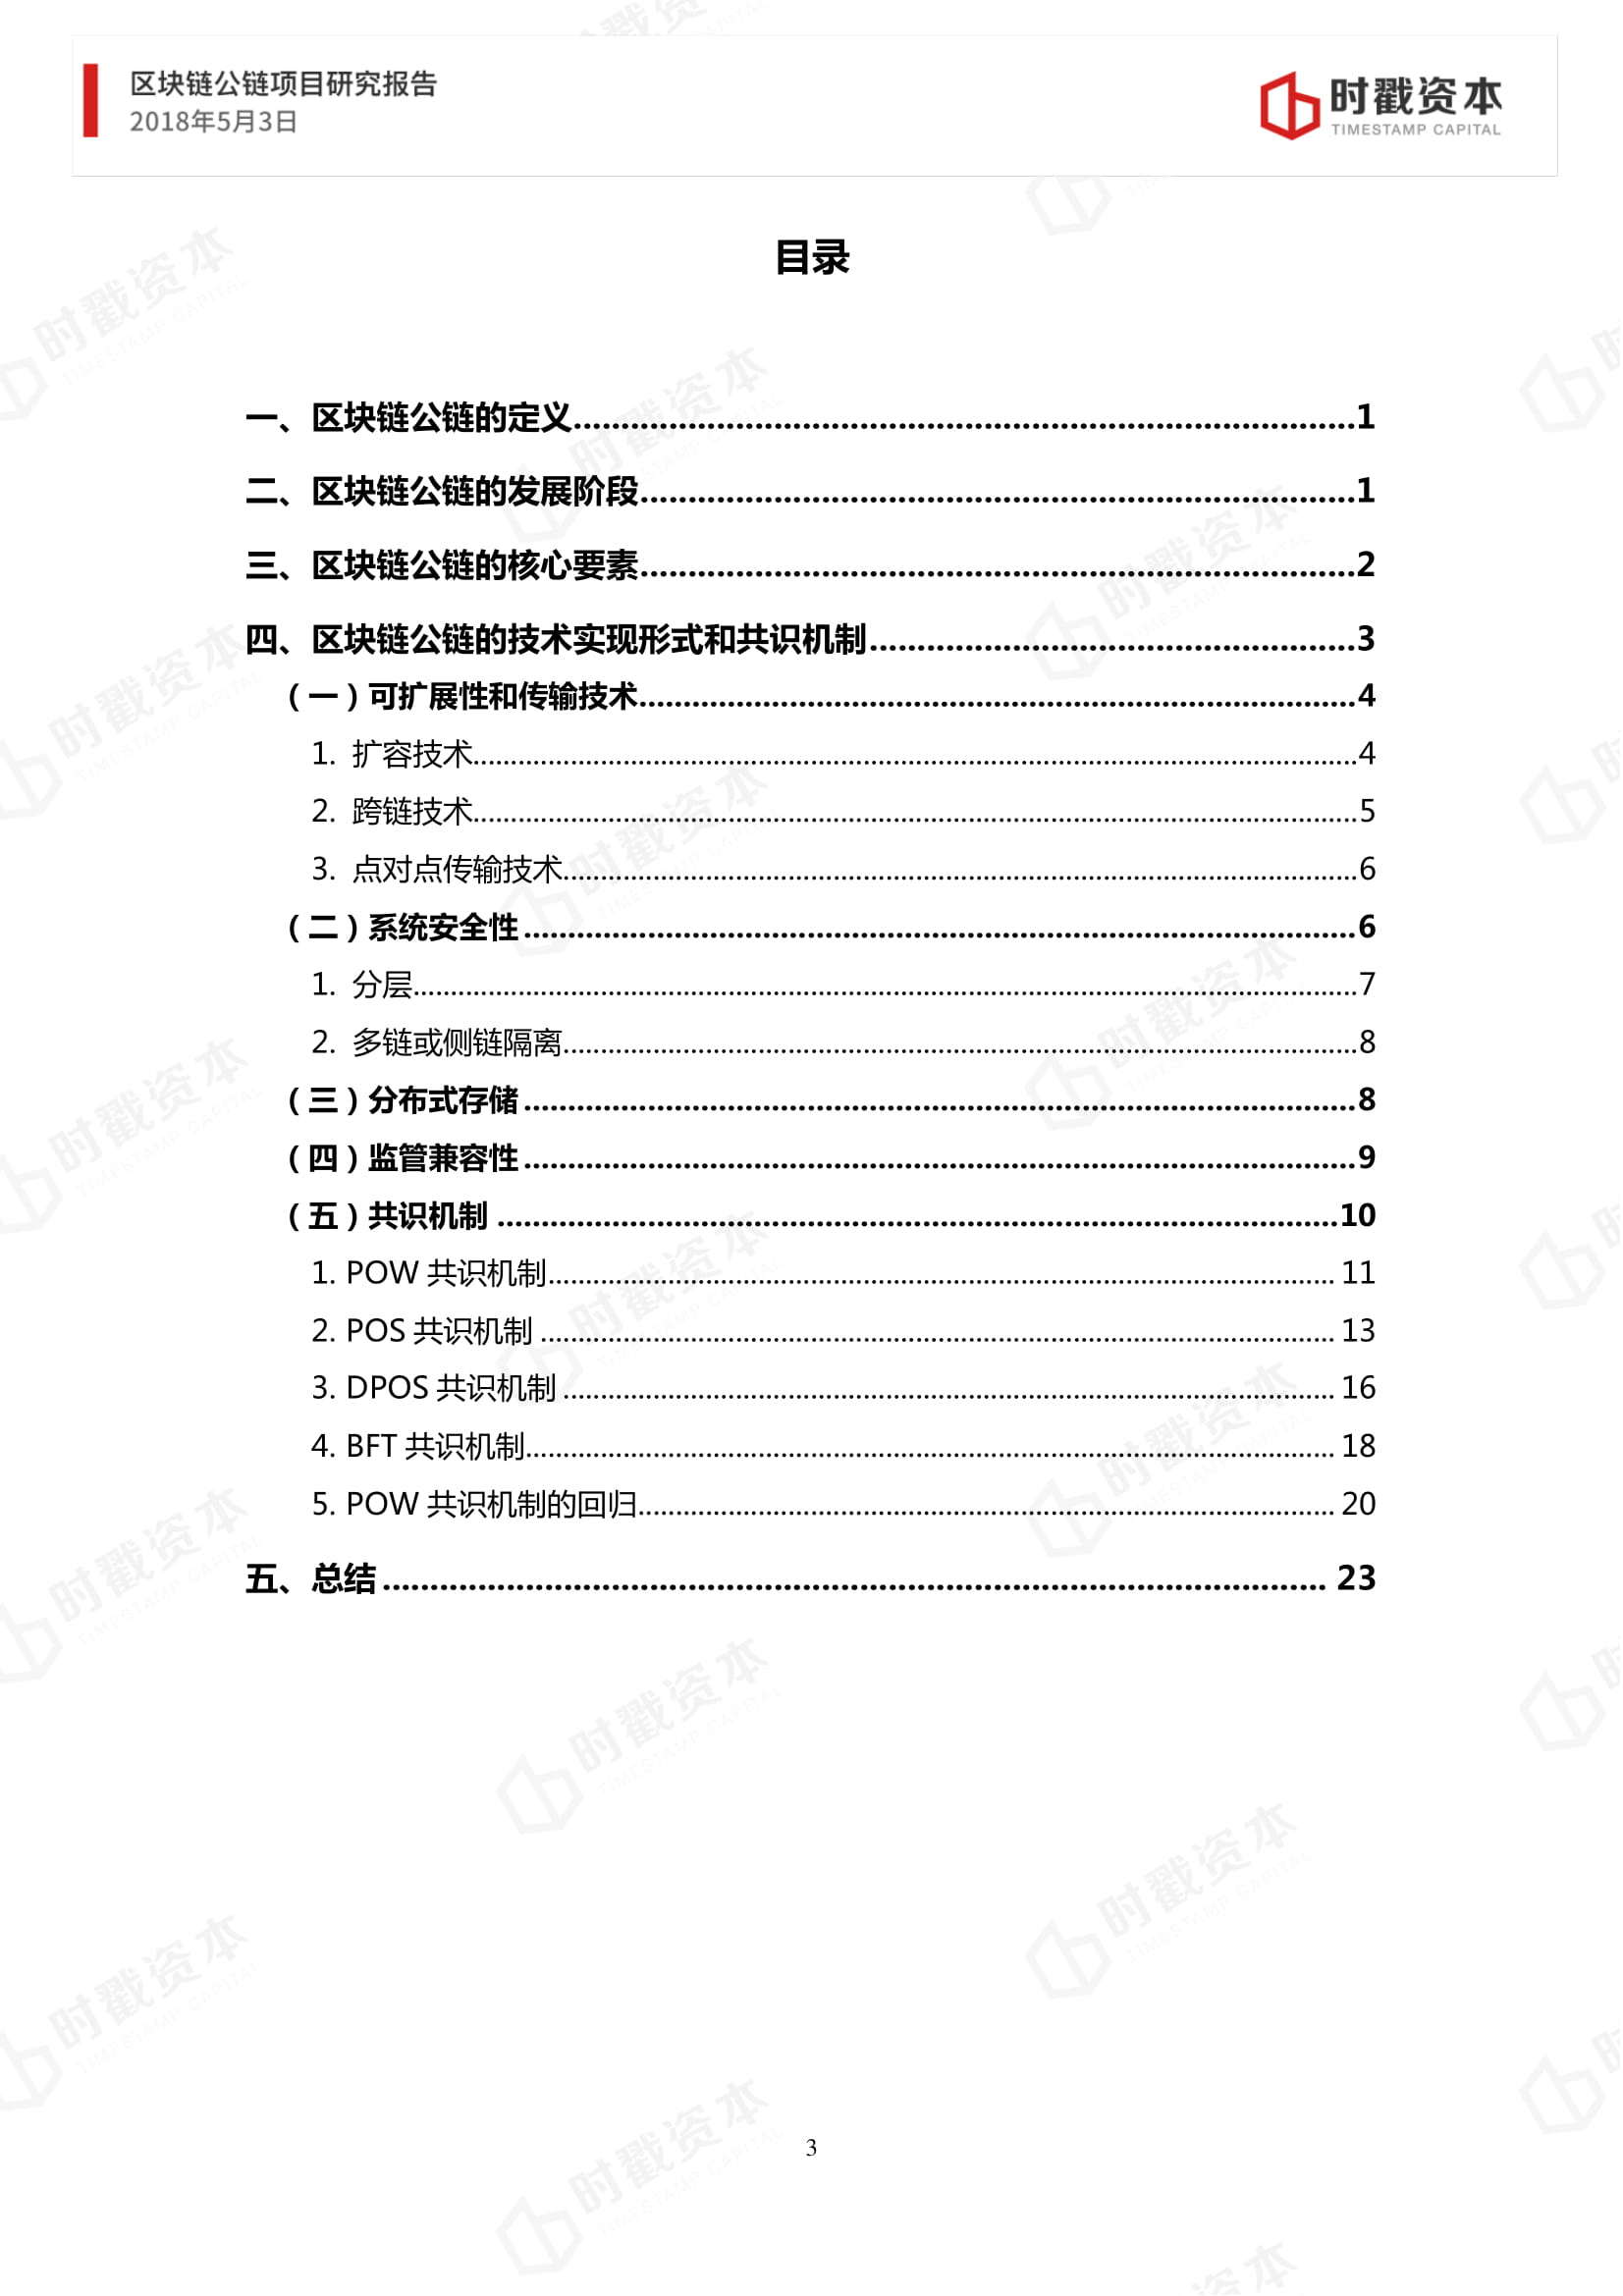 区块链公链项目研究报告
2018年5月3日
时戳资本
TIMESTAMP CAPITAL
目录
一、区块链公链的定义........................................1
二、区块链公链的发展阶段........................................1
三、区块链公链的核心要素........................................2
四、区块链公链的技术实现形式和共识机制........................................3
（一）可扩展性和传输技术........................................4
1. 扩容技术........................................4
2. 跨链技术........................................5
3. 点对点传输技术........................................6
（二）系统安全性........................................6
1. 分层........................................7
2. 多链或侧链隔离........................................8
（三）分布式存储........................................8
（四）监管兼容性........................................9
（五）共识机制........................................10
1. POW 共识机制........................................11
2. POS 共识机制........................................13
3. DPOS 共识机制........................................16
4. BFT 共识机制........................................18
5. POW 共识机制的回归........................................20
五、总结........................................23
3